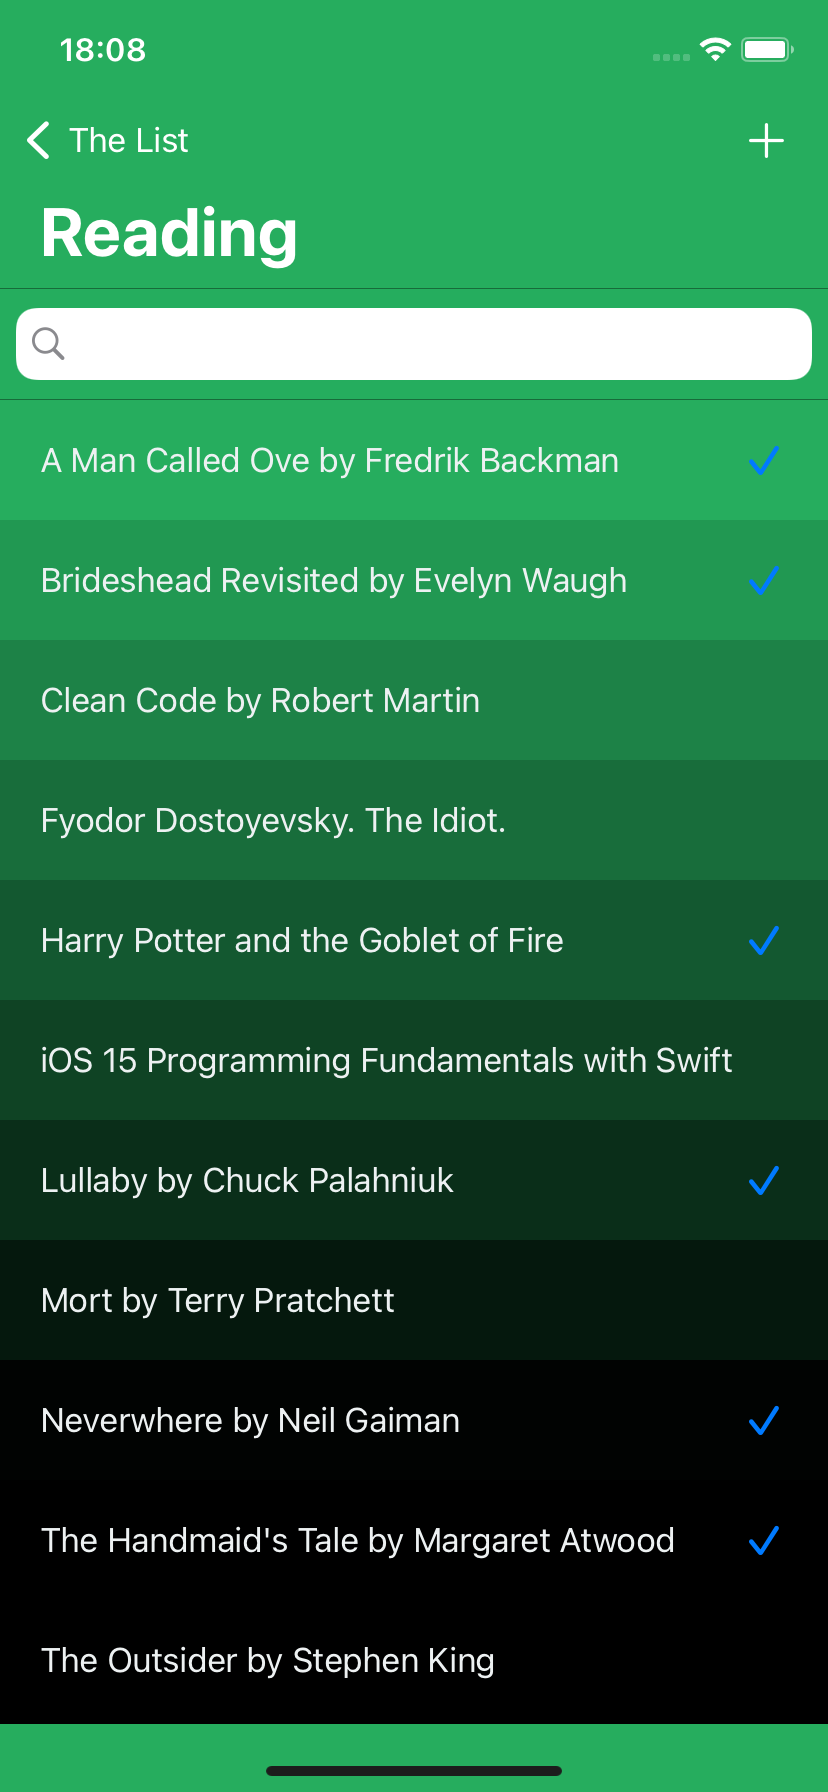 18:08
The List
Reading
A Man Called Ove by Fredrik Backman
Brideshead Revisited by Evelyn Waugh
Clean Code by Robert Martin
Fyodor Dostoyevsky. The Idiot.
Harry Potter and the Goblet of Fire
iOS 15 Programming Fundamentals with Swift
Lullaby by Chuck Palahniuk
Mort by Terry Pratchett
Neverwhere by Neil Gaiman
The Handmaid's Tale by Margaret Atwood
The Outsider by Stephen King